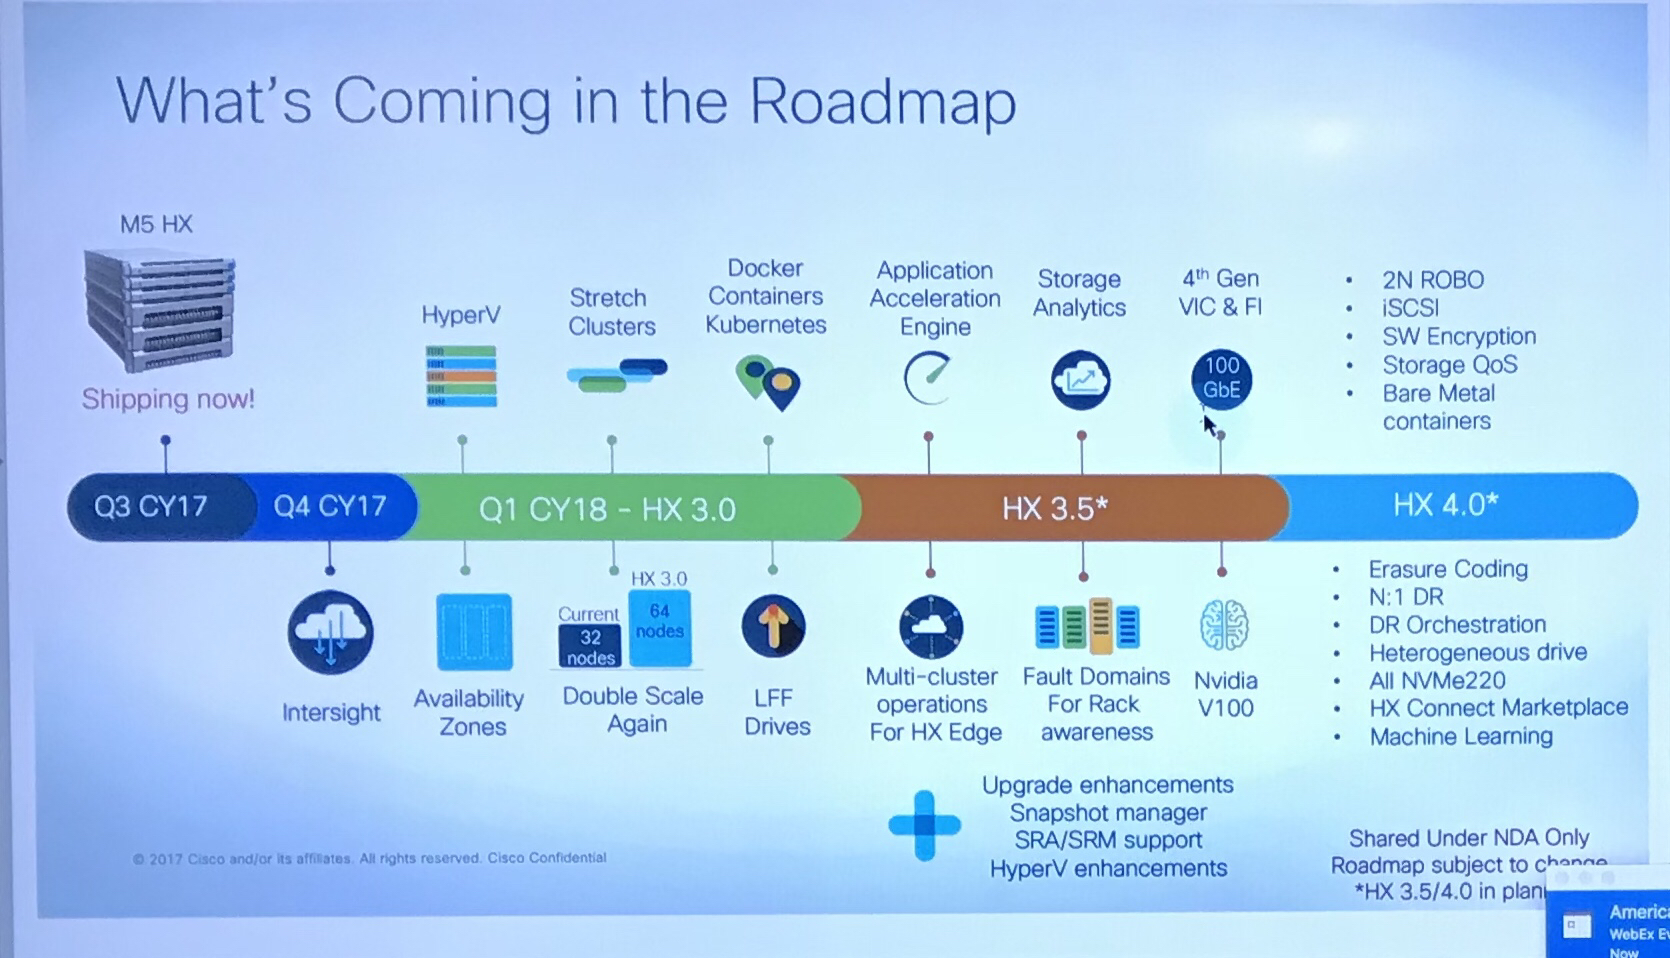 What's Coming in the Roadmap
M5 HX
Shipping now!
HyperV
Stretch
Clusters
Docker
Containers
Kubernetes
Application
Acceleration
Engine
Storage
Analytics
4th Gen
VIC & FI
100
GbE
• 2N ROBO
• iSCSI
• SW Encryption
• Storage QoS
• Bare Metal
containers
Q3 CY17
Q4 CY17
Q1 CY18 - HX 3.0
HX 3.5*
HX 4.0*
Intersight
Availability
Zones
Current
32
nodes
HX 3.0
64
nodes
Double Scale
Again
LFF
Drives
Multi-cluster
operations
For HX Edge
Fault Domains
For Rack
awareness
Nvidia
V100
• Erasure Coding
• N:1 DR
• DR Orchestration
• Heterogeneous drive
• All NVMe220
• HX Connect Marketplace
• Machine Learning
Upgrade enhancements
Snapshot manager
SRA/SRM support
HyperV enhancements
Shared Under NDA Only
Roadmap subject to change
*HX 3.5/4.0 in
© 2017 Cisco and/or its affiliates. All rights reserved. Cisco Confidential
America
WebEx
Now